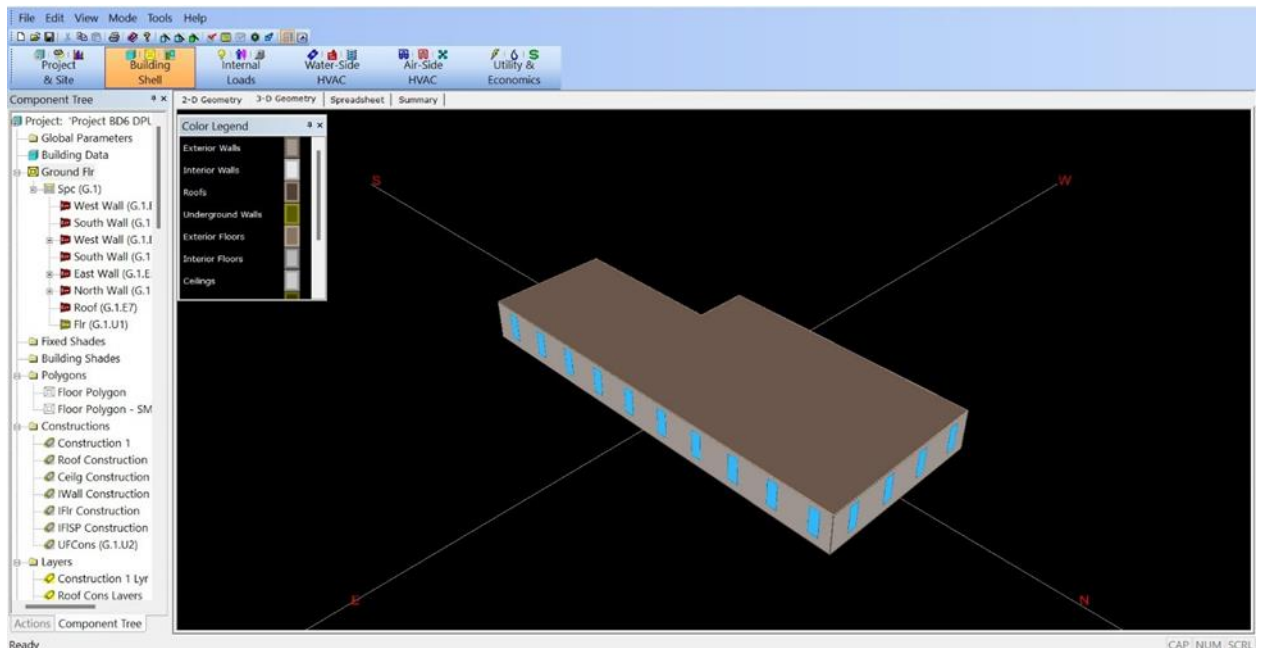 File Edit View Mode Tools Help
Project & Site
Building Shell
Internal Loads
Water-Side HVAC
Air-Side HVAC
Utility & Economics
Component Tree
2-D Geometry 3-D Geometry Spreadsheet Summary
Project: 'Project BD6 DPU
Global Parameters
Building Data
Ground Flr
Spc (G.1)
West Wall (G.1.E
South Wall (G.1
West Wall (G.1.E
South Wall (G.1
East Wall (G.1.E
North Wall (G.1
Roof (G.1.E7)
Flr (G.1.U1)
Fixed Shades
Building Shades
Polygons
Floor Polygon
Floor Polygon - SM
Constructions
Construction 1
Roof Construction
Ceilg Construction
IWall Construction
IFlr Construction
IFlSP Construction
UFCons (G.1.U2)
Layers
Construction 1 Lyr
Roof Cons Layers
Actions Component Tree
Color Legend
Exterior Walls
Interior Walls
Roofs
Underground Walls
Exterior Floors
Interior Floors
Ceilings
S
W
E
N
Ready
CAP NUM SCRL